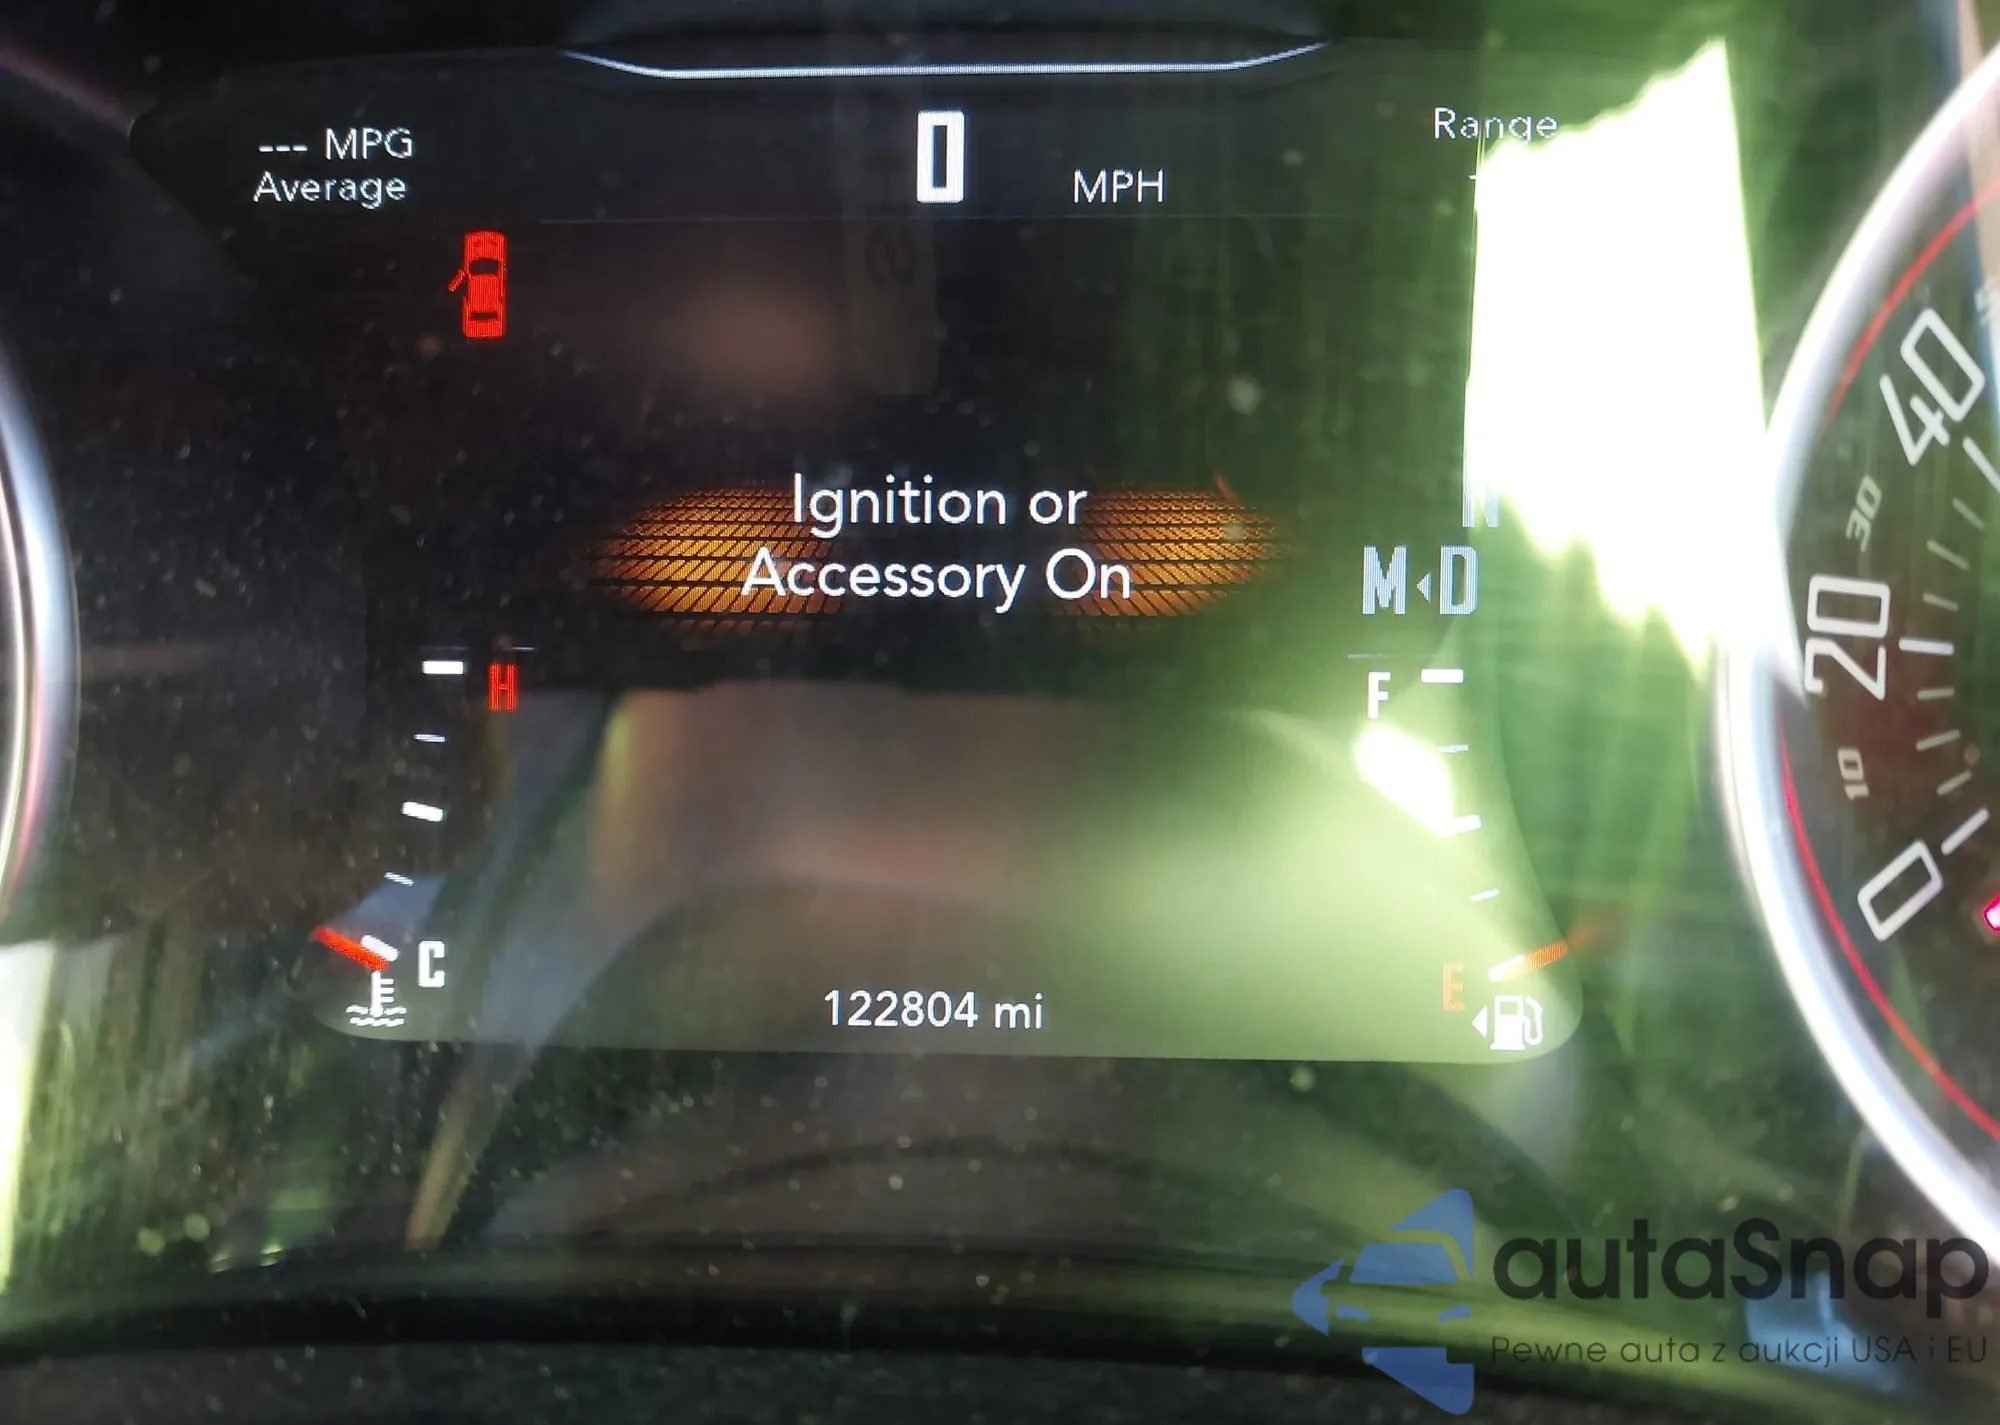 --- MPG
Average
0 MPH
Range
Ignition or
Accessory On
N
M D
H
F
C
E
122804 mi
40
30
20
10
0
autaSnap
Pewne auta z aukcji USA i EU